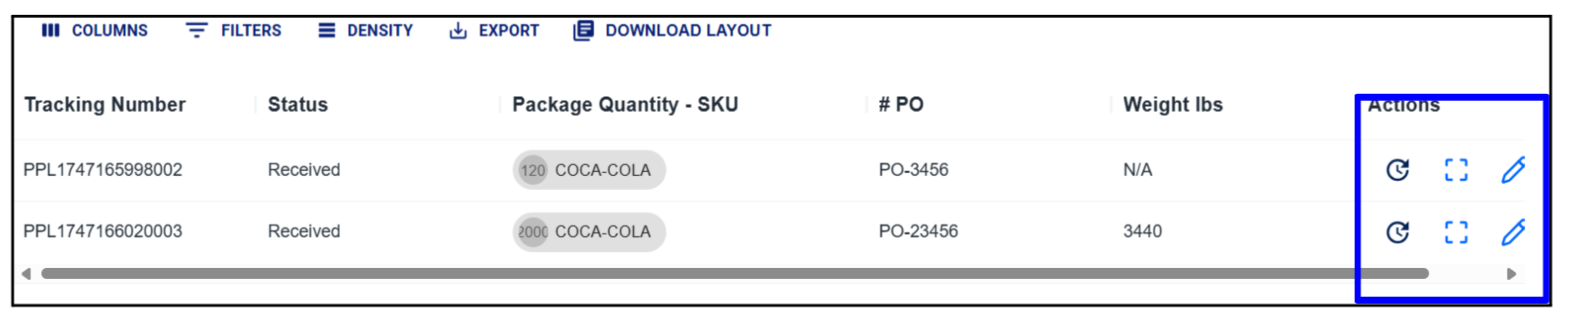 COLUMNS FILTERS DENSITY EXPORT DOWNLOAD LAYOUT
Tracking Number Status Package Quantity - SKU # PO Weight lbs Actions
PPL1747165998002 Received 120 COCA-COLA PO-3456 N/A
PPL1747166020003 Received 2000 COCA-COLA PO-23456 3440